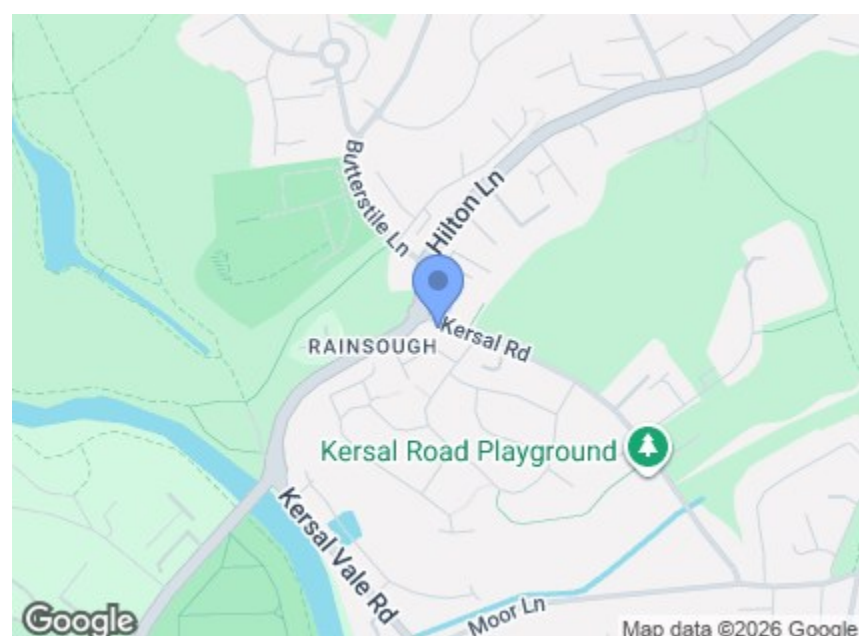 Butterstile Ln
Hilton Ln
Kersal Rd
RAINSOUGH
Kersal Road Playground
Kersal Vale Rd
Moor Ln
Google
Map data ©2026 Google